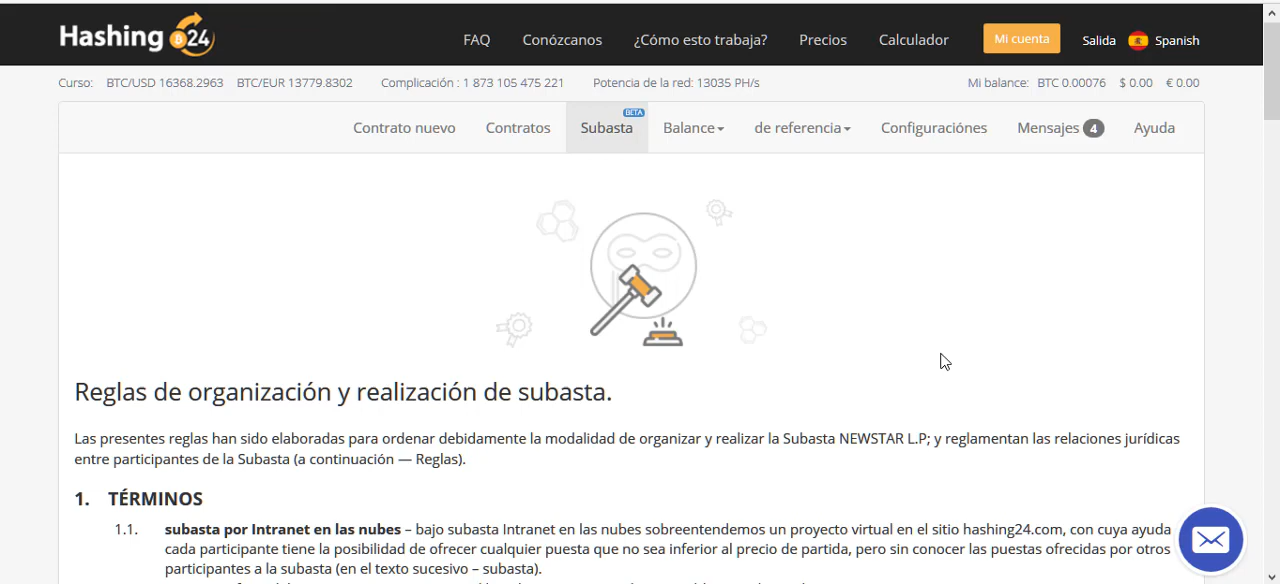 Hashing 24
FAQ Conózcanos ¿Cómo esto trabaja? Precios Calculador Mi cuenta Salida Spanish
Curso: BTC/USD 16368.2963 BTC/EUR 13779.8302 Complicación : 1 873 105 475 221 Potencia de la red: 13035 PH/s Mi balance: BTC 0.00076 $ 0.00 € 0.00
BETA
Contrato nuevo Contratos Subasta Balance de referencia Configuraciónes Mensajes 4 Ayuda
Reglas de organización y realización de subasta.
Las presentes reglas han sido elaboradas para ordenar debidamente la modalidad de organizar y realizar la Subasta NEWSTAR L.P; y reglamentan las relaciones jurídicas
entre participantes de la Subasta (a continuación — Reglas).
1. TÉRMINOS
1.1. subasta por Intranet en las nubes – bajo subasta Intranet en las nubes sobreentendemos un proyecto virtual en el sitio hashing24.com, con cuya ayuda
cada participante tiene la posibilidad de ofrecer cualquier puesta que no sea inferior al precio de partida, pero sin conocer las puestas ofrecidas por otros
participantes a la subasta (en el texto sucesivo – subasta).